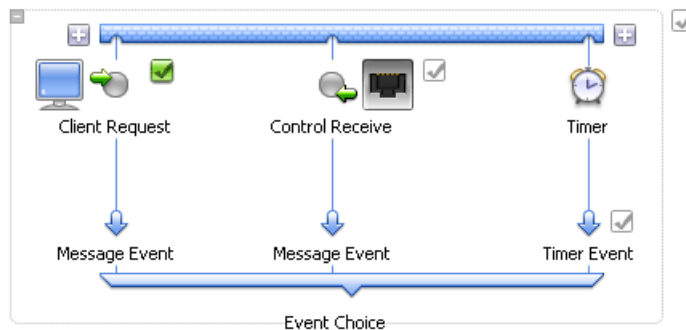 Client Request
Control Receive
Timer
Message Event
Message Event
Timer Event
Event Choice